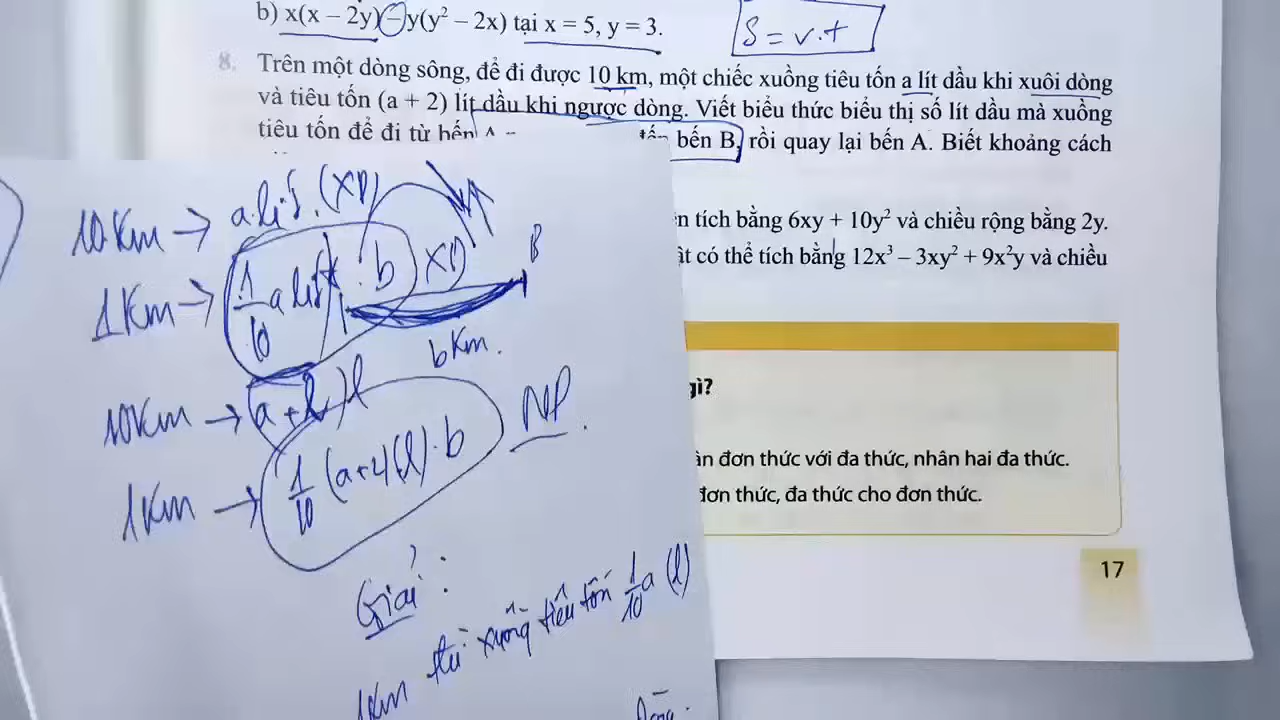 b) x(x – 2y) – y(y² – 2x) tại x = 5, y = 3.
S = v.t
8. Trên một dòng sông, để đi được 10 km, một chiếc xuồng tiêu tốn a lít dầu khi xuôi dòng
và tiêu tốn (a + 2) lít dầu khi ngược dòng. Viết biểu thức biểu thị số lít dầu mà xuồng
tiêu tốn để đi từ bến A đến bến B, rồi quay lại bến A. Biết khoảng cách
tích bằng 6xy + 10y² và chiều rộng bằng 2y.
có thể tích bằng 12x³ – 3xy² + 9x²y và chiều
gì?
đơn thức với đa thức, nhân hai đa thức.
đơn thức, đa thức cho đơn thức.
17
10Km → a lít (XD)
1Km → 1/10 a lít . b XD
B
bKm.
10Km → (a+2) l
1Km → 1/10 (a+2)(l) . b
Giải:
1Km thì xuồng tiêu tốn 1/10 a (l)